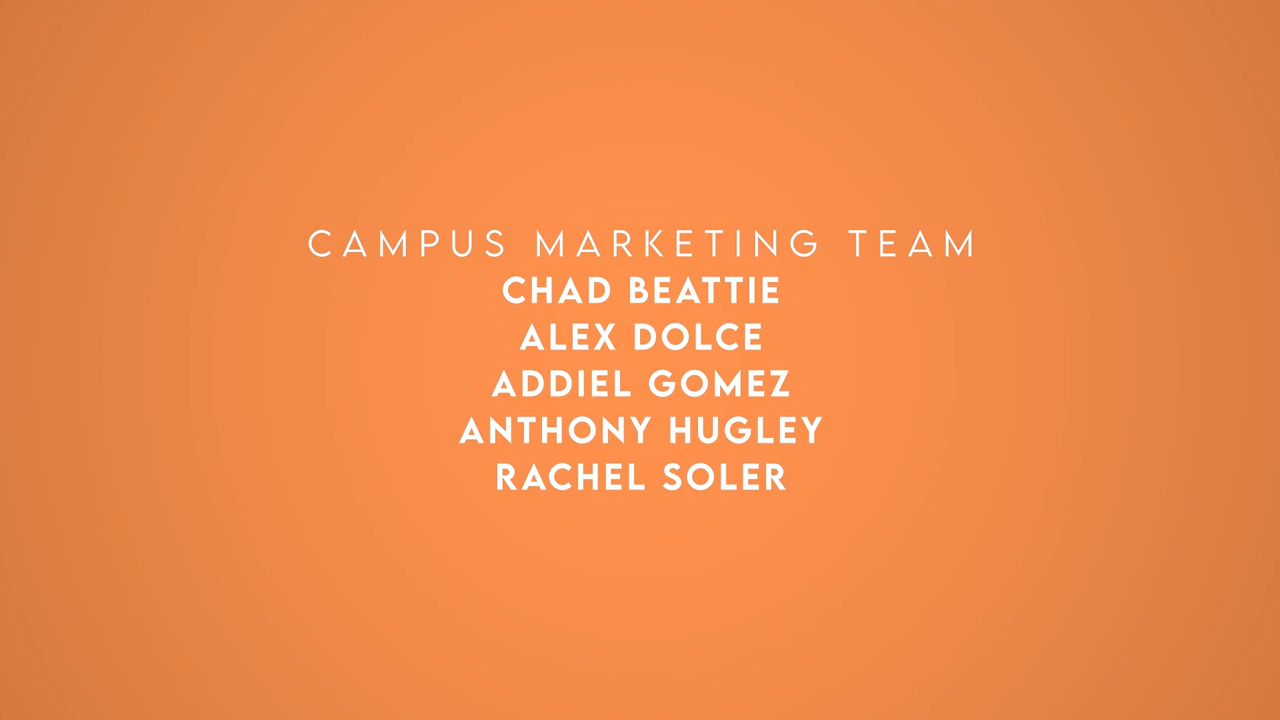 CAMPUS MARKETING TEAM
CHAD BEATTIE
ALEX DOLCE
ADDIEL GOMEZ
ANTHONY HUGLEY
RACHEL SOLER